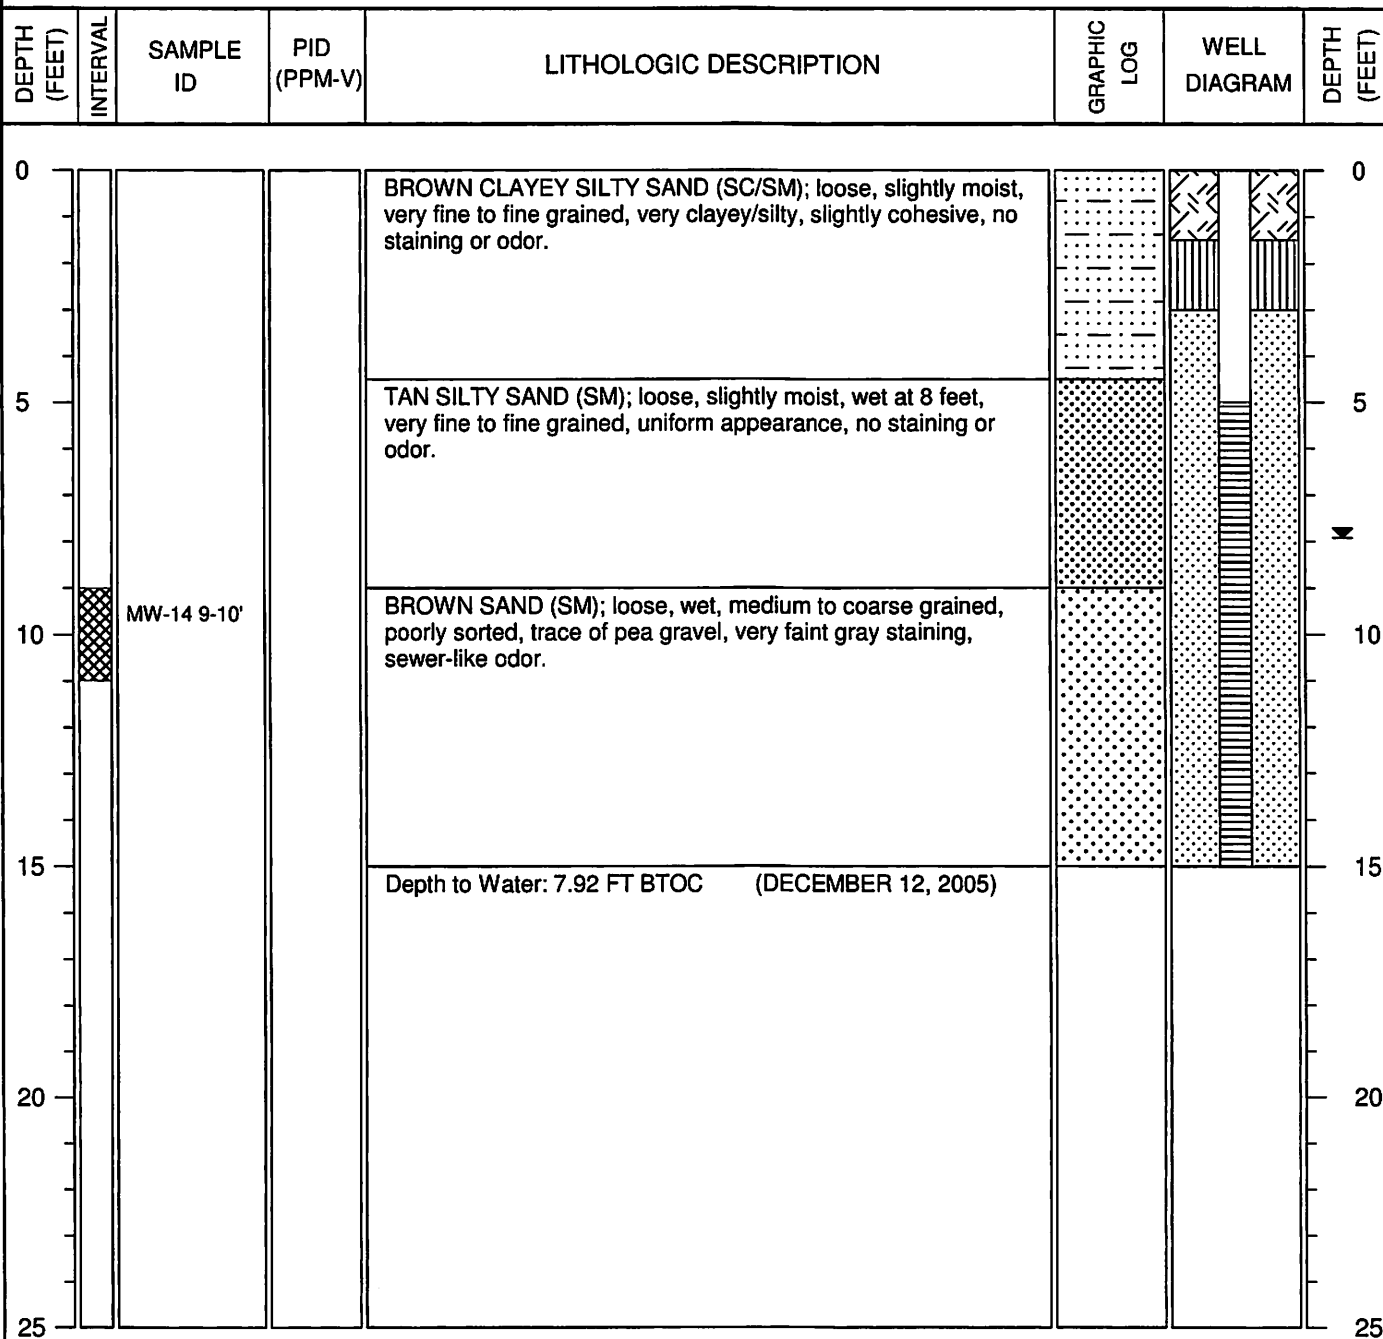 DEPTH (FEET)
INTERVAL
SAMPLE ID
PID (PPM-V)
LITHOLOGIC DESCRIPTION
GRAPHIC LOG
WELL DIAGRAM
DEPTH (FEET)
0
BROWN CLAYEY SILTY SAND (SC/SM); loose, slightly moist,
very fine to fine grained, very clayey/silty, slightly cohesive, no
staining or odor.
0
5
TAN SILTY SAND (SM); loose, slightly moist, wet at 8 feet,
very fine to fine grained, uniform appearance, no staining or
odor.
5
MW-14 9-10'
10
BROWN SAND (SM); loose, wet, medium to coarse grained,
poorly sorted, trace of pea gravel, very faint gray staining,
sewer-like odor.
10
15
Depth to Water: 7.92 FT BTOC (DECEMBER 12, 2005)
15
20
20
25
25